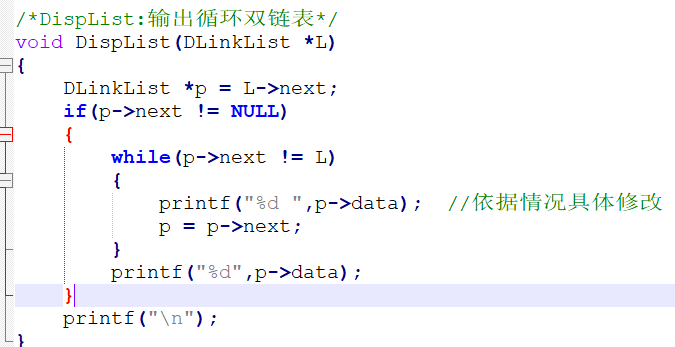 /*DispList:输出循环双链表*/
void DispList(DLinkList *L)
{
    DLinkList *p = L->next;
    if(p->next != NULL)
    {
        while(p->next != L)
        {
            printf("%d ",p->data);  //依据情况具体修改
            p = p->next;
        }
        printf("%d",p->data);
    }
    printf("\n");
}